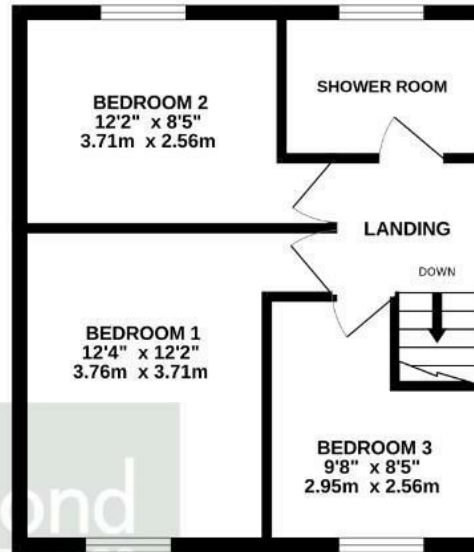 BEDROOM 2
12'2" x 8'5"
3.71m x 2.56m
SHOWER ROOM
LANDING
DOWN
BEDROOM 1
12'4" x 12'2"
3.76m x 3.71m
BEDROOM 3
9'8" x 8'5"
2.95m x 2.56m
ond